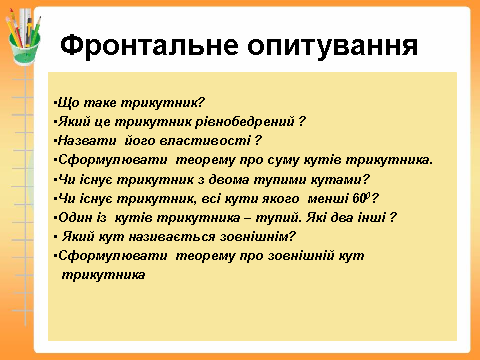 Фронтальне опитування
▪Що таке трикутник?
▪Який це трикутник рівнобедрений ?
▪Назвати його властивості ?
▪Сформулювати теорему про суму кутів трикутника.
▪Чи існує трикутник з двома тупими кутами?
▪Чи існує трикутник, всі кути якого менші 60⁰?
▪Один із кутів трикутника – тупий. Які два інші ?
▪ Який кут називається зовнішнім?
▪Сформулювати теорему про зовнішній кут
трикутника